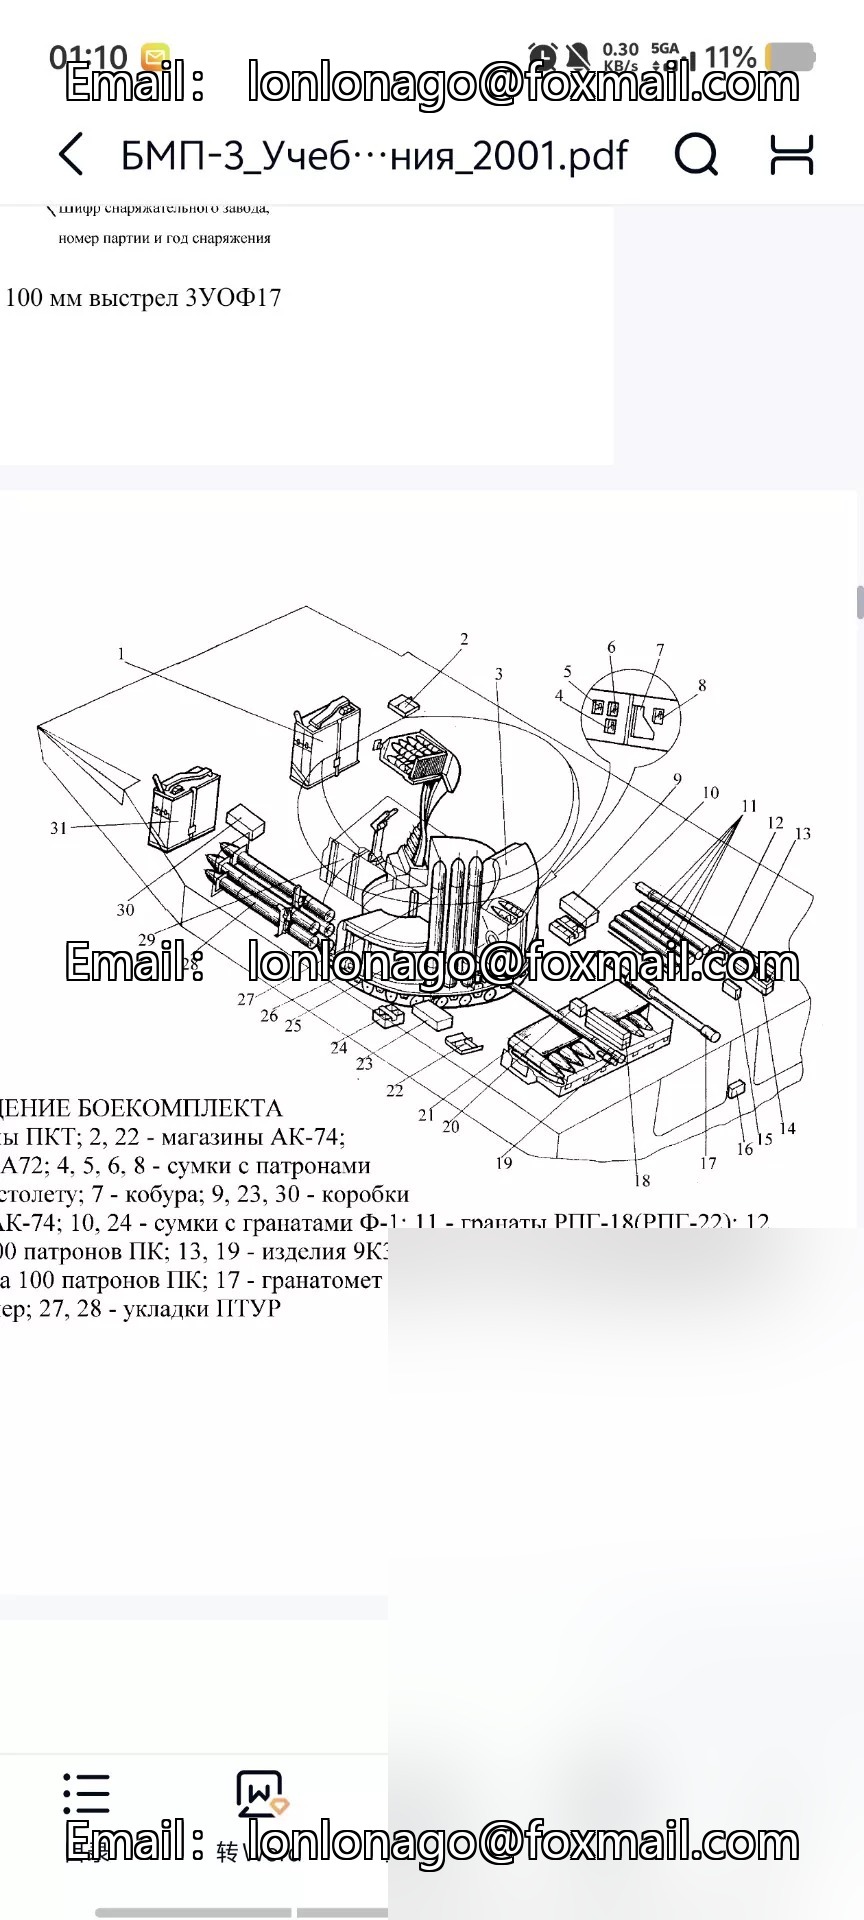 01:10
0.30 KB/s 5GA 11%
Email： lonlonago@foxmail.com
БМП-3_Учеб···ния_2001.pdf
Шифр снаряжательного завода,
номер партии и год снаряжения
100 мм выстрел 3УОФ17
1
2
3
4
5
6
7
8
9
10
11
12
13
31
30
29
28
Email： lonlonago@foxmail.com
27
26
25
24
23
22
21
20
19
18
17
16
15
14
ЕНИЕ БОЕКОМПЛЕКТА
ы ПКТ; 2, 22 - магазины АК-74;
А72; 4, 5, 6, 8 - сумки с патронами
столету; 7 - кобура; 9, 23, 30 - коробки
АК-74; 10, 24 - сумки с гранатами Ф-1; 11 - гранаты РПГ-18(РПГ-22); 12
00 патронов ПК; 13, 19 - изделия 9К3
а 100 патронов ПК; 17 - гранатомет
ер; 27, 28 - укладки ПТУР
转Word
Email： lonlonago@foxmail.com